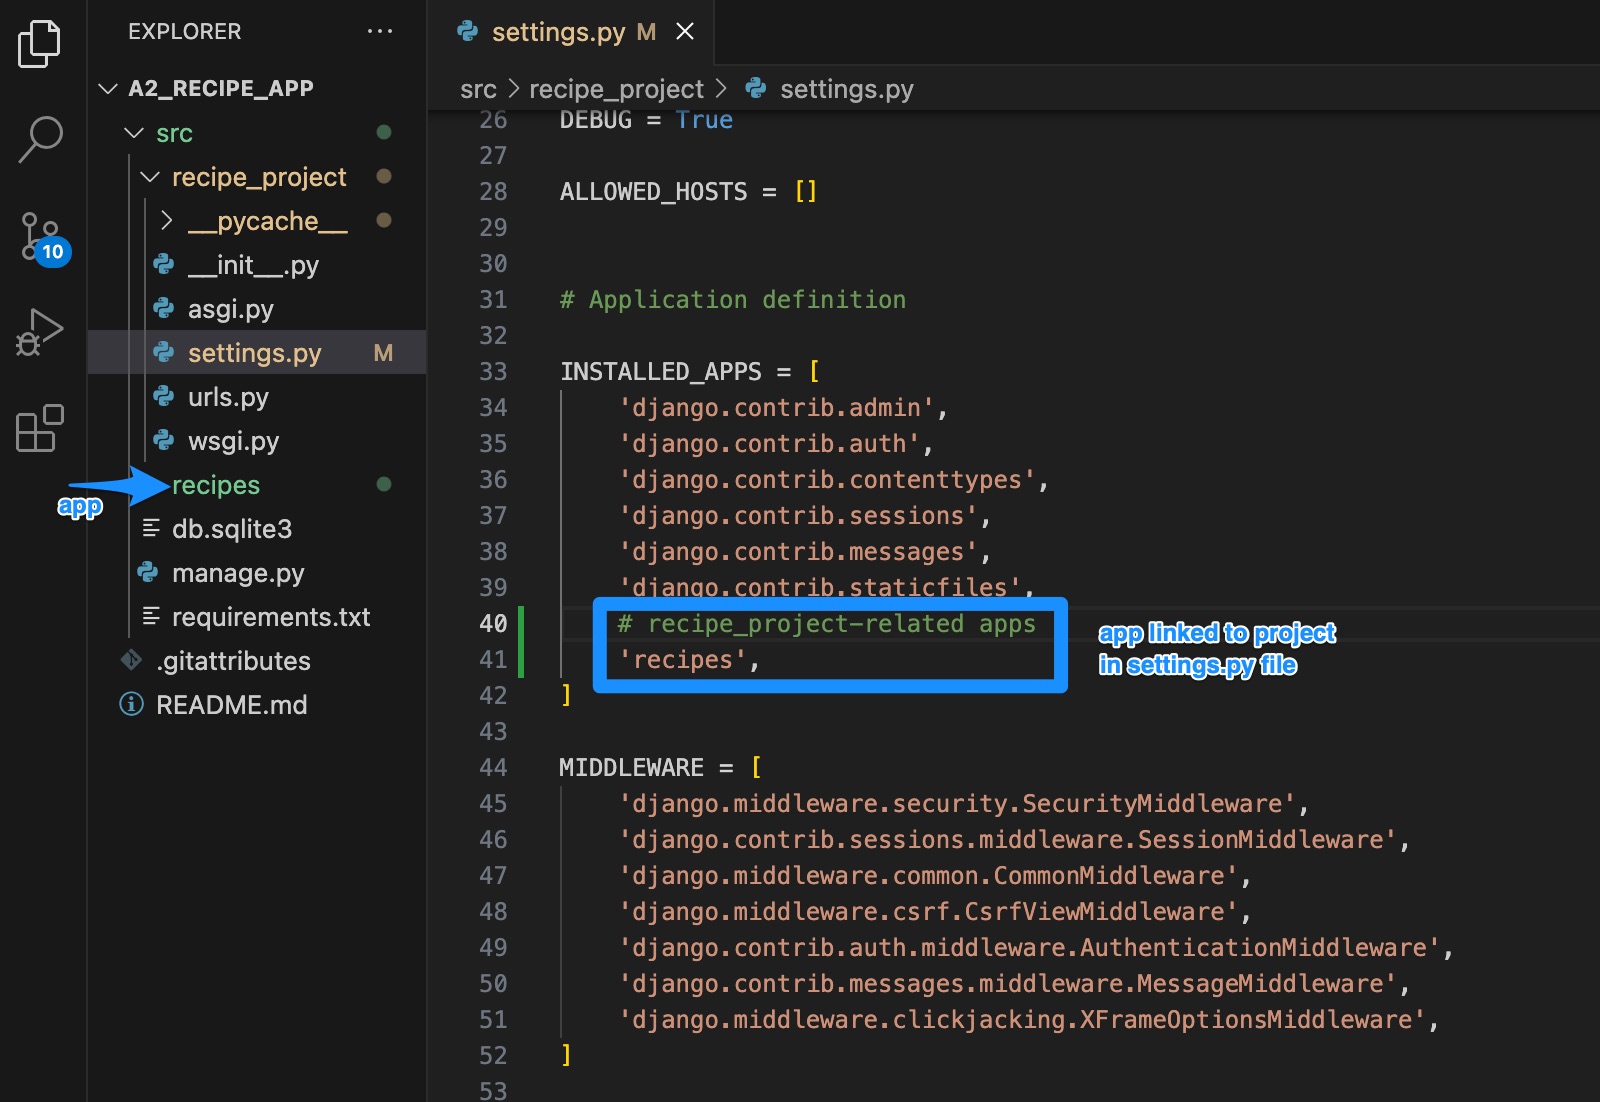 EXPLORER ...
A2_RECIPE_APP
src
recipe_project
__pycache__
__init__.py
asgi.py
settings.py M
urls.py
wsgi.py
recipes
app
db.sqlite3
manage.py
requirements.txt
.gitattributes
README.md
10
settings.py M
src > recipe_project > settings.py
26 DEBUG = True
27
28 ALLOWED_HOSTS = []
29
30
31 # Application definition
32
33 INSTALLED_APPS = [
34 'django.contrib.admin',
35 'django.contrib.auth',
36 'django.contrib.contenttypes',
37 'django.contrib.sessions',
38 'django.contrib.messages',
39 'django.contrib.staticfiles',
40 # recipe_project-related apps
41 'recipes',
42 ]
43
44 MIDDLEWARE = [
45 'django.middleware.security.SecurityMiddleware',
46 'django.contrib.sessions.middleware.SessionMiddleware',
47 'django.middleware.common.CommonMiddleware',
48 'django.middleware.csrf.CsrfViewMiddleware',
49 'django.contrib.auth.middleware.AuthenticationMiddleware',
50 'django.contrib.messages.middleware.MessageMiddleware',
51 'django.middleware.clickjacking.XFrameOptionsMiddleware',
52 ]
53
app linked to project
in settings.py file